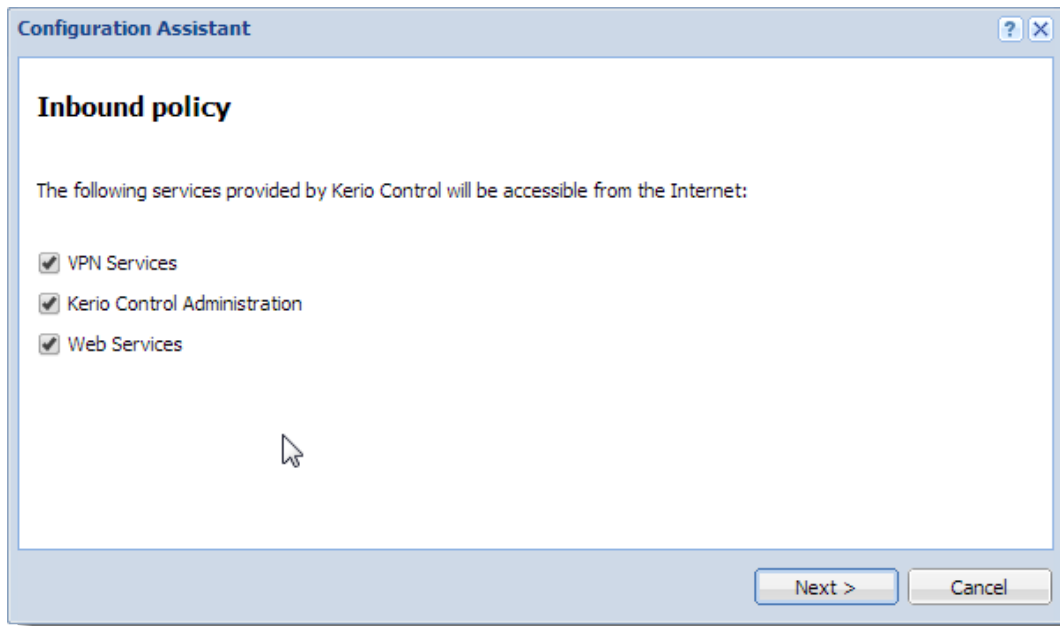 Configuration Assistant
Inbound policy
The following services provided by Kerio Control will be accessible from the Internet:
VPN Services
Kerio Control Administration
Web Services
Next >
Cancel